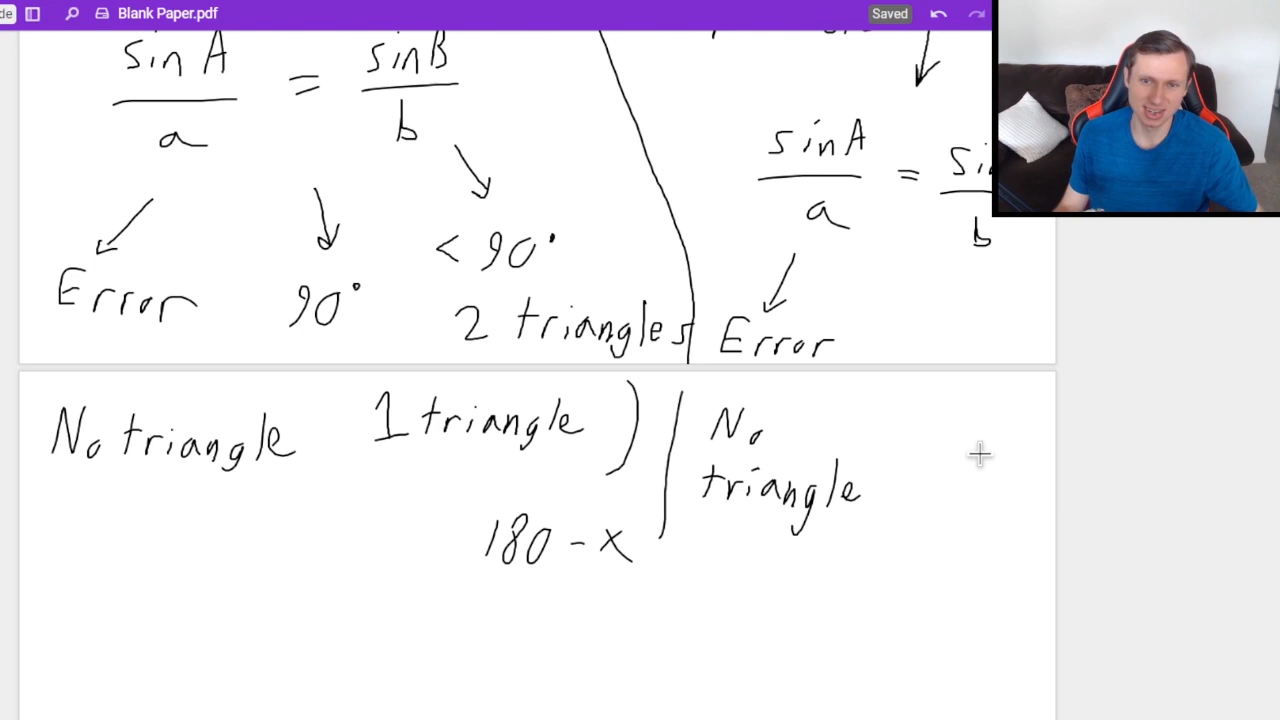 de
Blank Paper.pdf
Saved
sin A / a = sin B / b
Error
90°
< 90°
2 triangles
No triangle
1 triangle )
180 - x
sin A / a = / b
Error
No
triangle